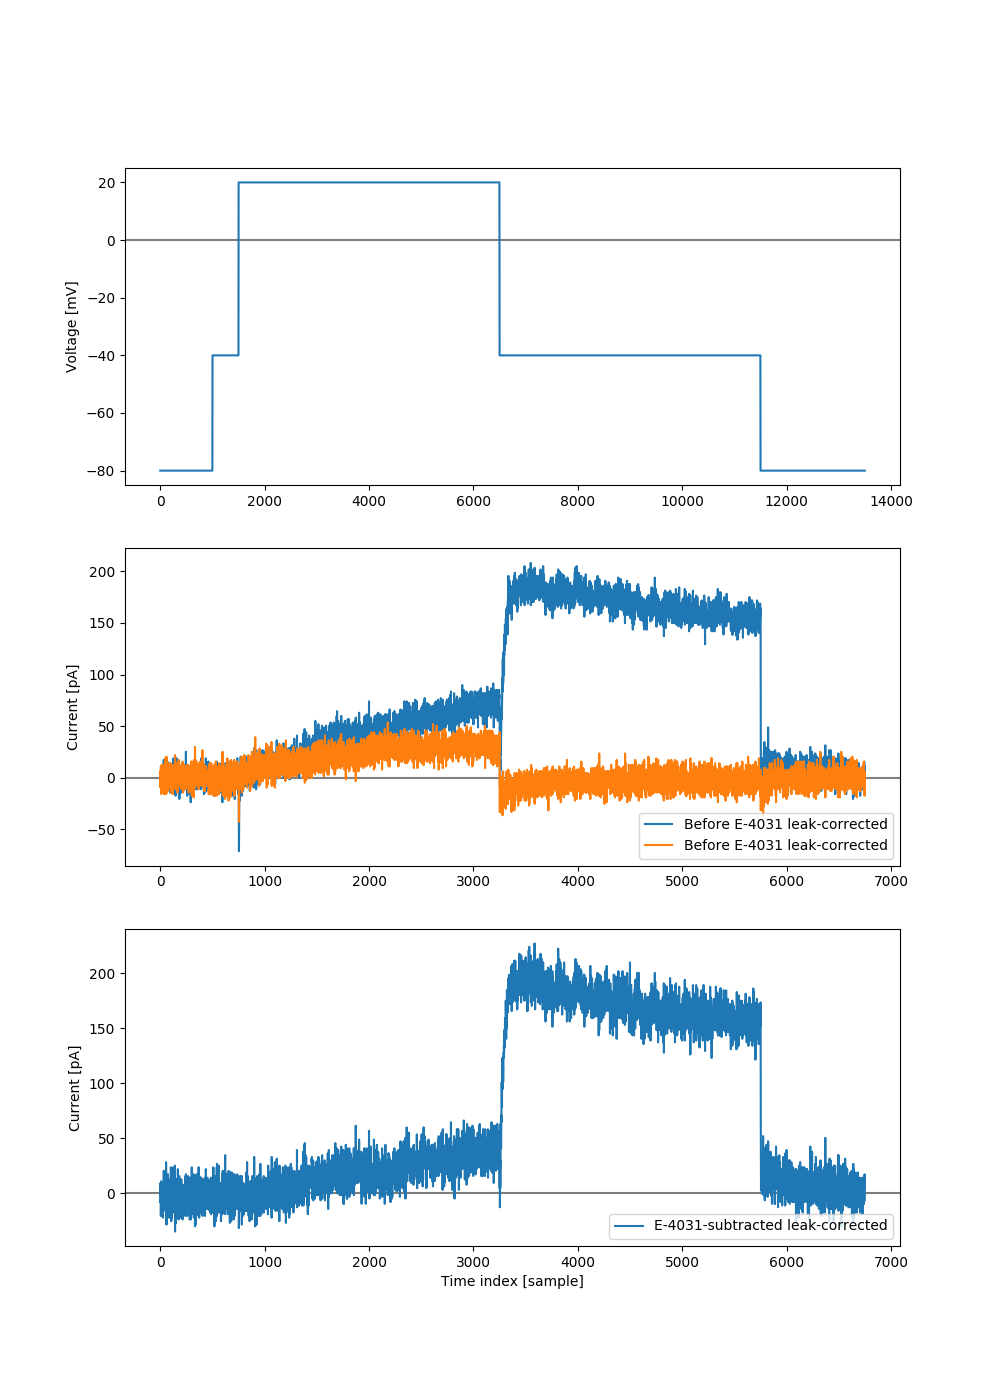 20
0
−20
−40
−60
−80
Voltage [mV]
0 2000 4000 6000 8000 10000 12000 14000
200
150
100
50
0
−50
Current [pA]
Before E-4031 leak-corrected
Before E-4031 leak-corrected
0 1000 2000 3000 4000 5000 6000 7000
200
150
100
50
0
Current [pA]
E-4031-subtracted leak-corrected
0 1000 2000 3000 4000 5000 6000 7000
Time index [sample]